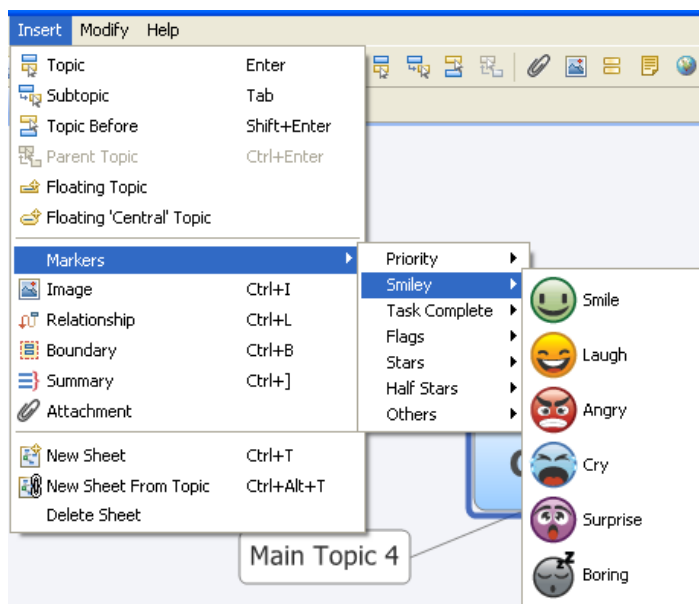 Insert Modify Help
Topic Enter
Subtopic Tab
Topic Before Shift+Enter
Parent Topic Ctrl+Enter
Floating Topic
Floating 'Central' Topic
Markers
Image Ctrl+I
Relationship Ctrl+L
Boundary Ctrl+B
Summary Ctrl+]
Attachment
New Sheet Ctrl+T
New Sheet From Topic Ctrl+Alt+T
Delete Sheet
Priority
Smiley
Task Complete
Flags
Stars
Half Stars
Others
Smile
Laugh
Angry
Cry
Surprise
Boring
Main Topic 4